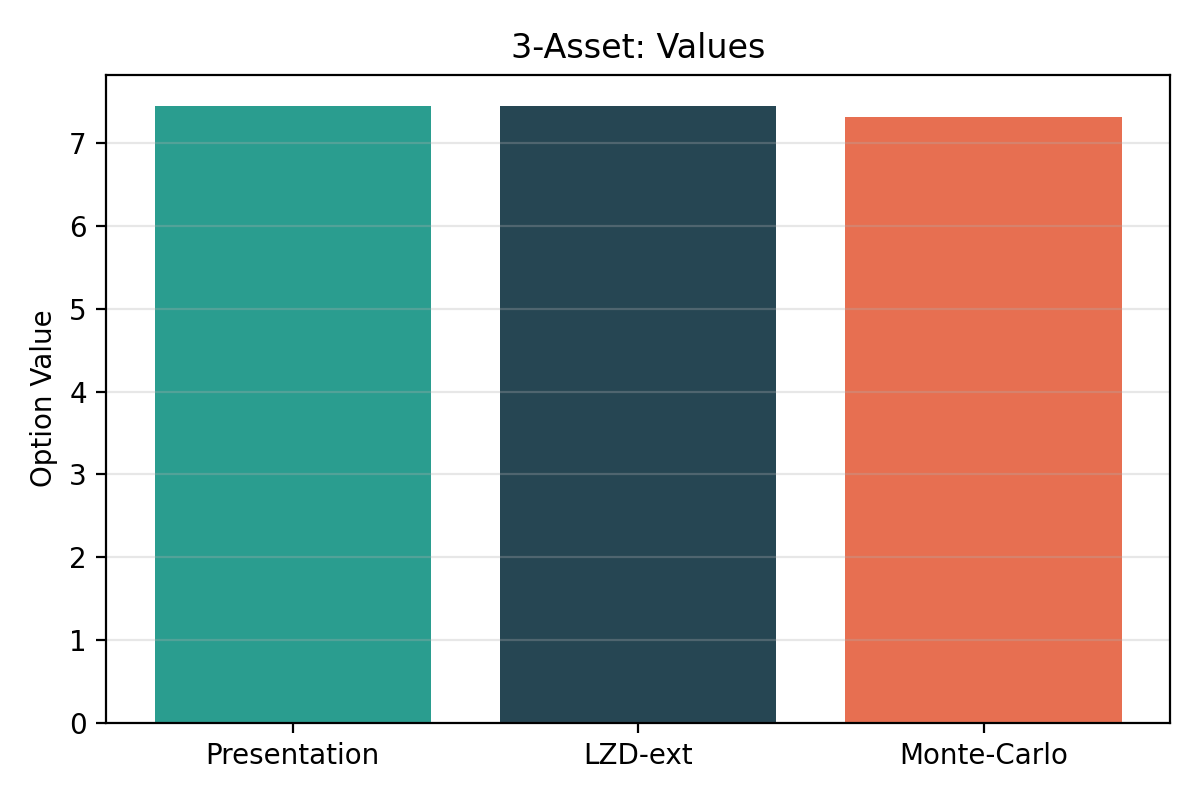 3-Asset: Values
Option Value
7
6
5
4
3
2
1
0
Presentation
LZD-ext
Monte-Carlo